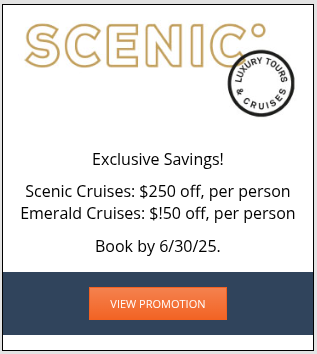 SCENIC
LUXURY TOURS
& CRUISES
Exclusive Savings!
Scenic Cruises: $250 off, per person
Emerald Cruises: $!50 off, per person
Book by 6/30/25.
VIEW PROMOTION